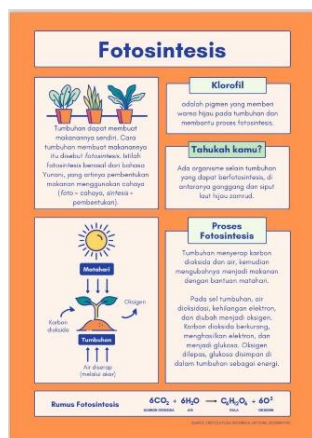 Fotosintesis
Tumbuhan dapat membuat
makanannya sendiri. Cara
tumbuhan membuat makanannya
itu disebut fotosintesis. Istilah
fotosintesis berasal dari bahasa
Yunani, yang artinya pembentukan
makanan menggunakan cahaya
(foto = cahaya, sintesis =
pembentukan).
Klorofil
adalah pigmen yang memberi
warna hijau pada tumbuhan dan
membantu proses fotosintesis.
Tahukah kamu?
Ada organisme selain tumbuhan
yang dapat berfotosintesis, di
antaranya ganggang dan siput
laut hijau zamrud.
Matahari
Oksigen
Karbon
dioksida
Tumbuhan
Air diserap
(melalui akar)
Proses
Fotosintesis
Tumbuhan menyerap karbon
dioksida dan air, kemudian
mengubahnya menjadi makanan
dengan bantuan matahari.
Pada sel tumbuhan, air
dioksidasi, kehilangan elektron,
dan diubah menjadi oksigen.
Karbon dioksida berkurang,
menghasilkan elektron, dan
menjadi glukosa. Oksigen
dilepas, glukosa disimpan di
dalam tumbuhan sebagai energi.
Rumus Fotosintesis
6CO₂ + 6H₂O → C₆H₁₂O₆ + 6O²
KARBON DIOKSIDA AIR GULA OKSIGEN